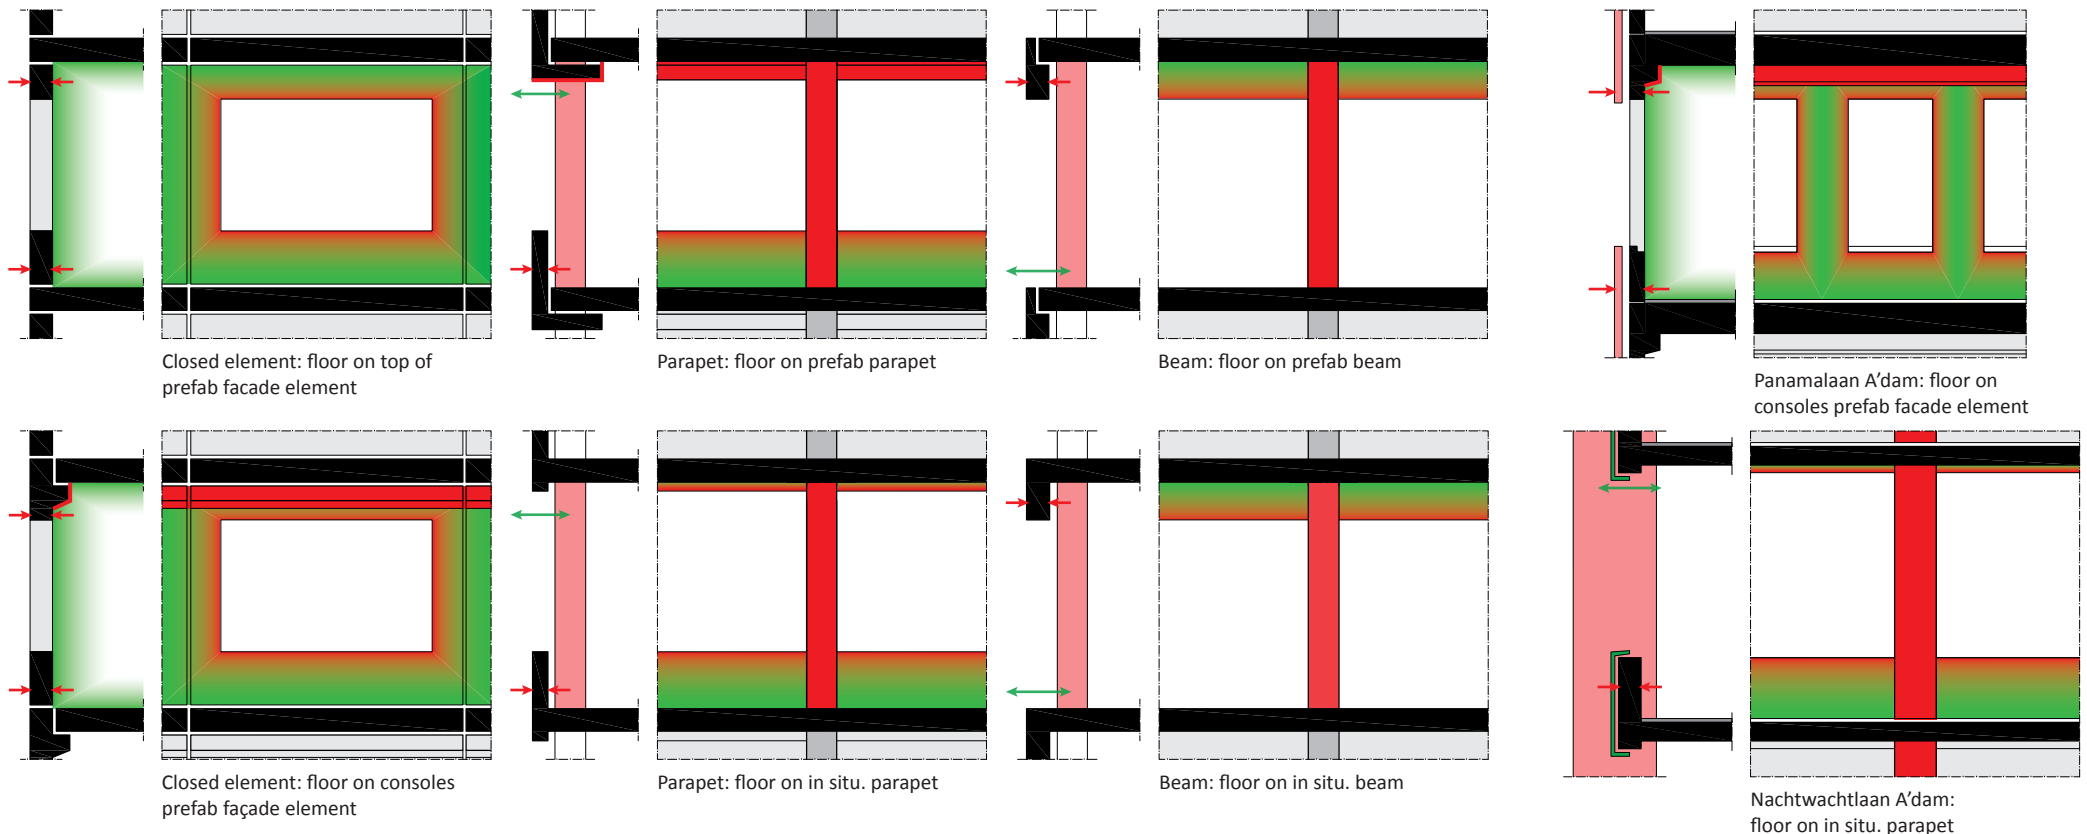 Closed element: floor on top of
prefab facade element
Parapet: floor on prefab parapet
Beam: floor on prefab beam
Panamalaan A'dam: floor on
consoles prefab facade element
Closed element: floor on consoles
prefab façade element
Parapet: floor on in situ. parapet
Beam: floor on in situ. beam
Nachtwachtlaan A'dam:
floor on in situ. parapet